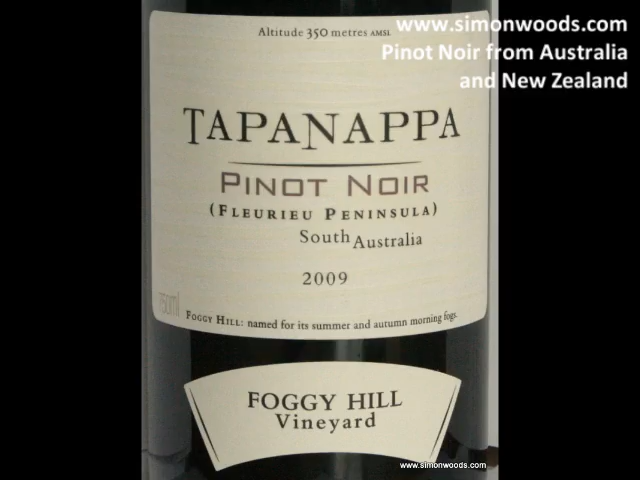 www.simonwoods.com
Pinot Noir from Australia
and New Zealand
Altitude 350 metres AMSL
TAPANAPPA
PINOT NOIR
(FLEURIEU PENINSULA)
South Australia
2009
750ml
FOGGY HILL: named for its summer and autumn morning fogs.
FOGGY HILL
Vineyard
www.simonwoods.com